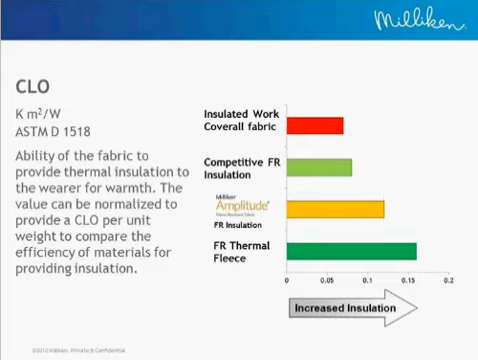 Milliken
CLO
K m²/W
ASTM D 1518
Ability of the fabric to
provide thermal insulation to
the wearer for warmth. The
value can be normalized to
provide a CLO per unit
weight to compare the
efficiency of materials for
providing insulation.
Insulated Work
Coverall fabric
Competitive FR
Insulation
Milliken
Amplitude
FR Insulation
FR Thermal
Fleece
0 0.05 0.1 0.15 0.2
Increased Insulation
©2010 Milliken, Private & Confidential